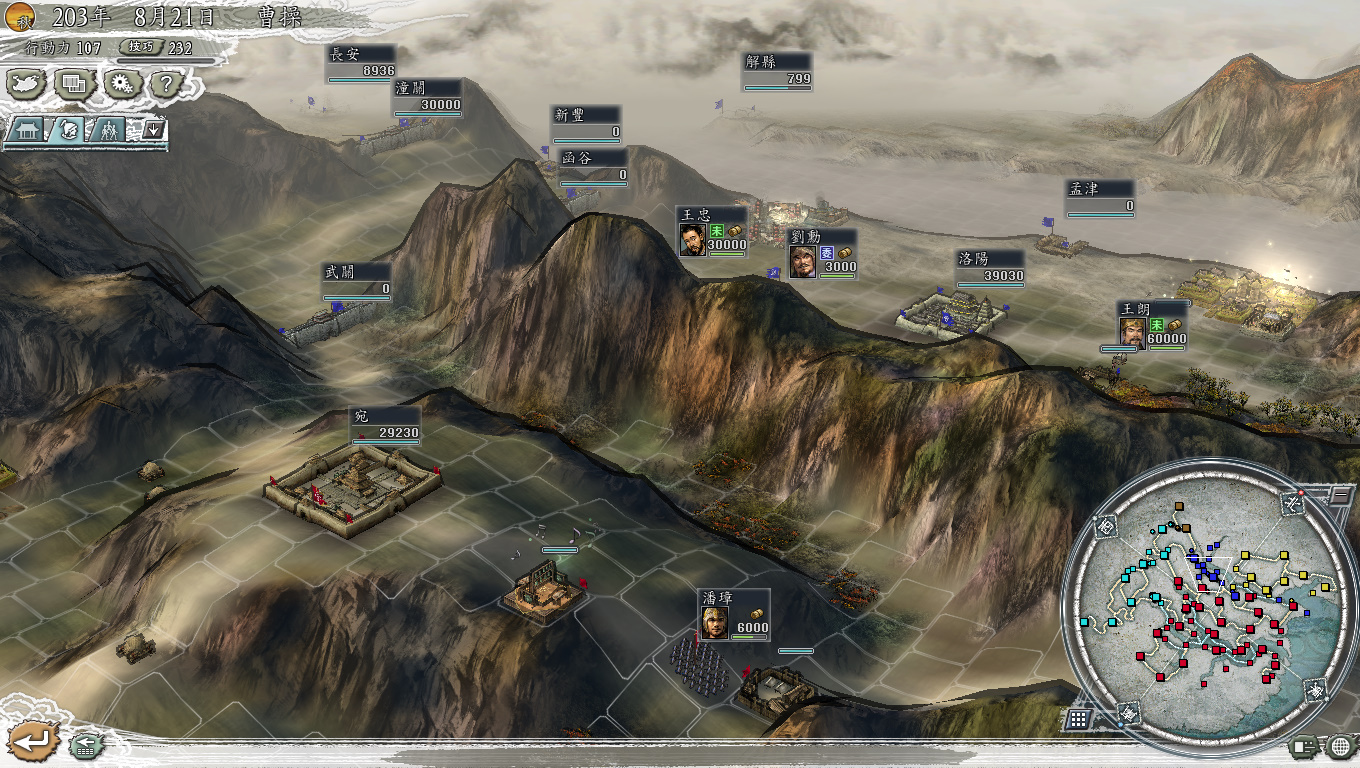 秋 203年 8月21日 曹操
行動力 107 技巧 232
?
長安
8936
潼關
30000
新豐
0
函谷
0
解縣
799
武關
0
王忠
未
30000
劉勳
委
3000
孟津
0
洛陽
39030
王朗
未
60000
宛
29230
潘璋
6000